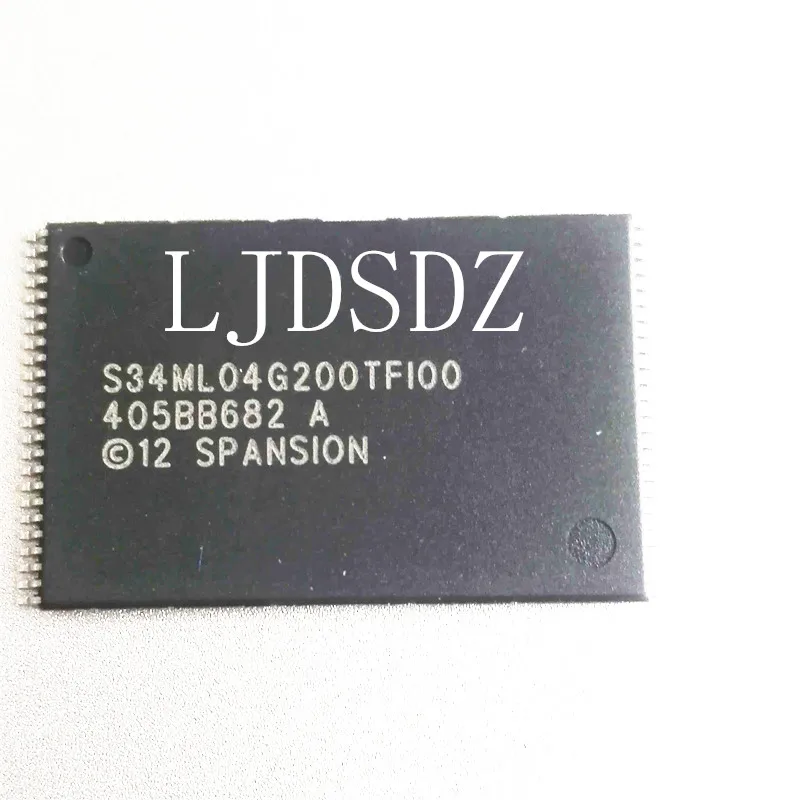 LJDSDZ
S34ML04G200TFI00
405BB682 A
©12 SPANSION